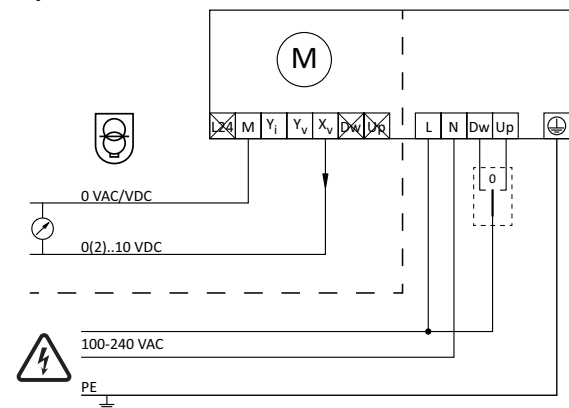 M
L24 M Yi Yv Xv Dw Up L N Dw Up
0
0 VAC/VDC
0(2)..10 VDC
100-240 VAC
PE